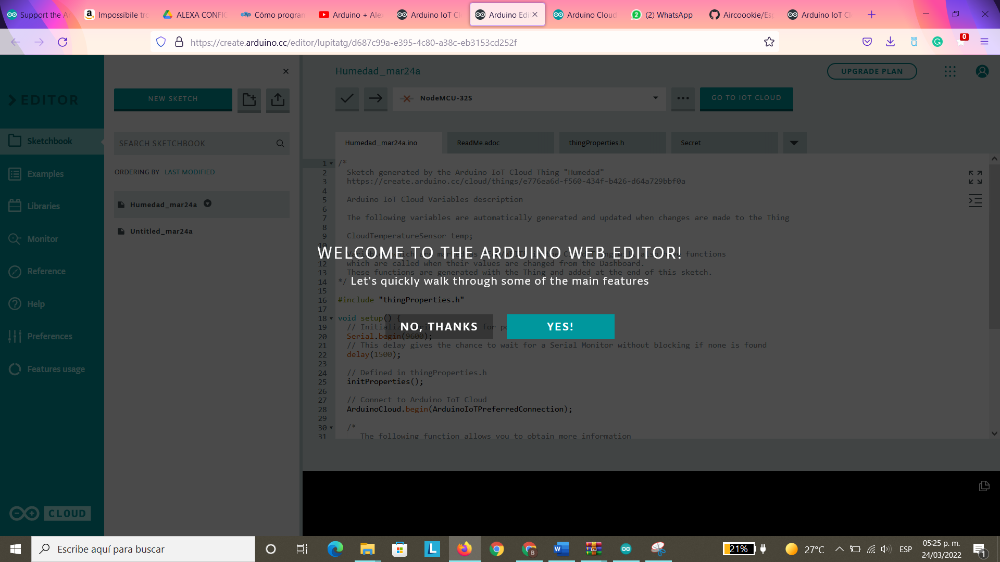 Support the Ar
Impossibile tro
ALEXA CONFIG
Cómo program
Arduino + Alex
Arduino IoT Cl
Arduino Edi
Arduino Cloud
(2) WhatsApp
Aircoookie/Esp
Arduino IoT Cl
https://create.arduino.cc/editor/lupitatg/d687c99a-e395-4c80-a38c-eb3153cd252f
0
EDITOR
Sketchbook
Examples
Libraries
Monitor
Reference
Help
Preferences
Features usage
CLOUD
NEW SKETCH
SEARCH SKETCHBOOK
ORDERING BY LAST MODIFIED
Humedad_mar24a
Untitled_mar24a
Humedad_mar24a
UPGRADE PLAN
NodeMCU-32S
GO TO IOT CLOUD
Humedad_mar24a.ino
ReadMe.adoc
thingProperties.h
Secret
1 /*
2 Sketch generated by the Arduino IoT Cloud Thing "Humedad"
3 https://create.arduino.cc/cloud/things/e776ea6d-f560-434f-b426-d64a729bbf0a
4
5 Arduino IoT Cloud Variables description
6
7 The following variables are automatically generated and updated when changes are made to the Thing
8
9 CloudTemperatureSensor temp;
10
WELCOME TO THE ARDUINO WEB EDITOR!
functions
12 which are called when their values are changed from the Dashboard.
13 These functions are generated with the Thing and added at the end of this sketch.
14 */
Let's quickly walk through some of the main features
15
16 #include "thingProperties.h"
17
18 void setup() {
19 // for
NO, THANKS
YES!
20 Serial.begin(9600);
21 // This delay gives the chance to wait for a Serial Monitor without blocking if none is found
22 delay(1500);
23
24 // Defined in thingProperties.h
25 initProperties();
26
27 // Connect to Arduino IoT Cloud
28 ArduinoCloud.begin(ArduinoIoTPreferredConnection);
29
30 /*
31 The following function allows you to obtain more information
Escribe aquí para buscar
21%
27°C
ESP
05:25 p. m.
24/03/2022
1